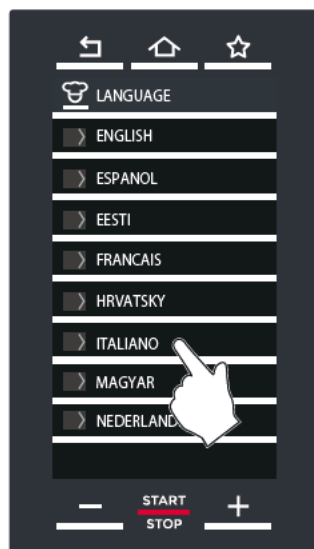 LANGUAGE
ENGLISH
ESPANOL
EESTI
FRANCAIS
HRVATSKY
ITALIANO
MAGYAR
NEDERLAND
START
STOP